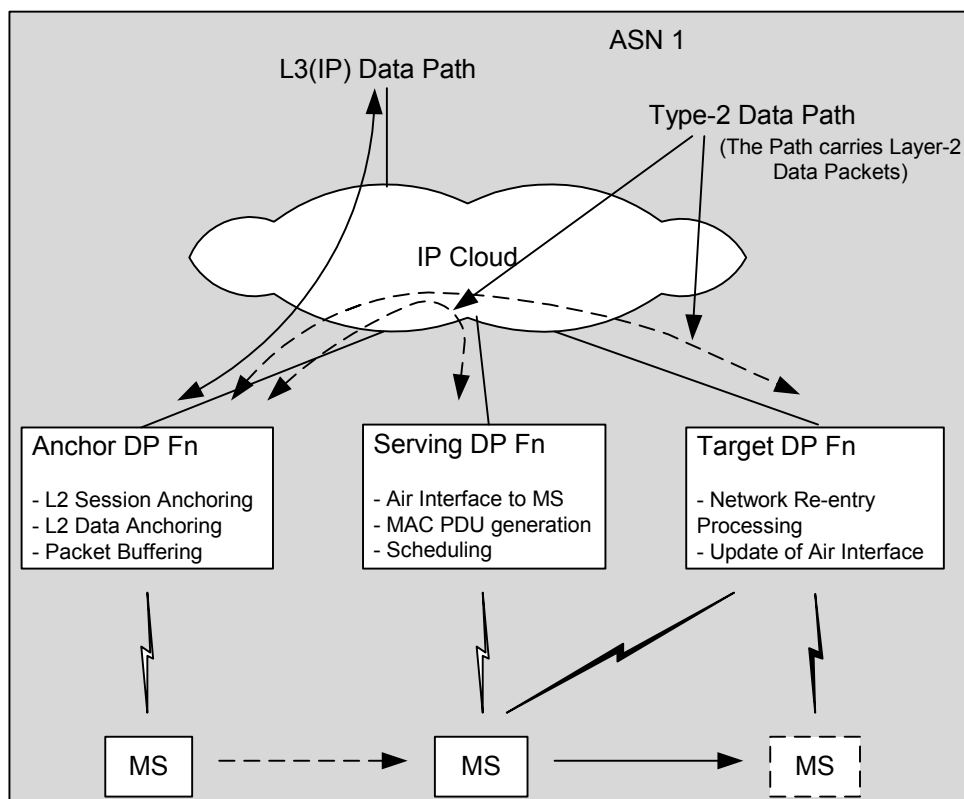 ASN 1
L3(IP) Data Path
Type-2 Data Path
(The Path carries Layer-2
Data Packets)
IP Cloud
Anchor DP Fn
- L2 Session Anchoring
- L2 Data Anchoring
- Packet Buffering
Serving DP Fn
- Air Interface to MS
- MAC PDU generation
- Scheduling
Target DP Fn
- Network Re-entry
Processing
- Update of Air Interface
MS
MS
MS